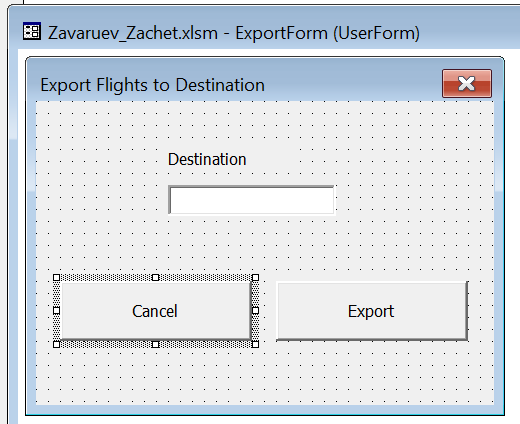 Zavaruev_Zachet.xlsm - ExportForm (UserForm)
Export Flights to Destination
Destination
Cancel
Export